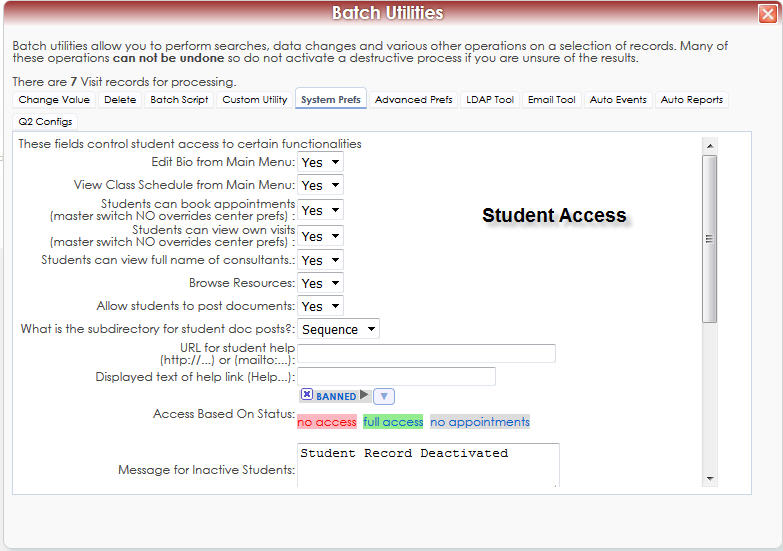 Batch Utilities
Batch utilities allow you to perform searches, data changes and various other operations on a selection of records. Many of
these operations can not be undone so do not activate a destructive process if you are unsure of the results.
There are 7 Visit records for processing.
Change Value Delete Batch Script Custom Utility System Prefs Advanced Prefs LDAP Tool Email Tool Auto Events Auto Reports
Q2 Configs
These fields control student access to certain functionalities
Edit Bio from Main Menu: Yes
View Class Schedule from Main Menu: Yes
Students can book appointments
(master switch NO overrides center prefs) : Yes
Students can view own visits
(master switch NO overrides center prefs) : Yes
Student Access
Students can view full name of consultants.: Yes
Browse Resources: Yes
Allow students to post documents: Yes
What is the subdirectory for student doc posts?: Sequence
URL for student help
(http://...) or (mailto:...):
Displayed text of help link (Help...):
BANNED
Access Based On Status:
no access full access no appointments
Message for Inactive Students: Student Record Deactivated